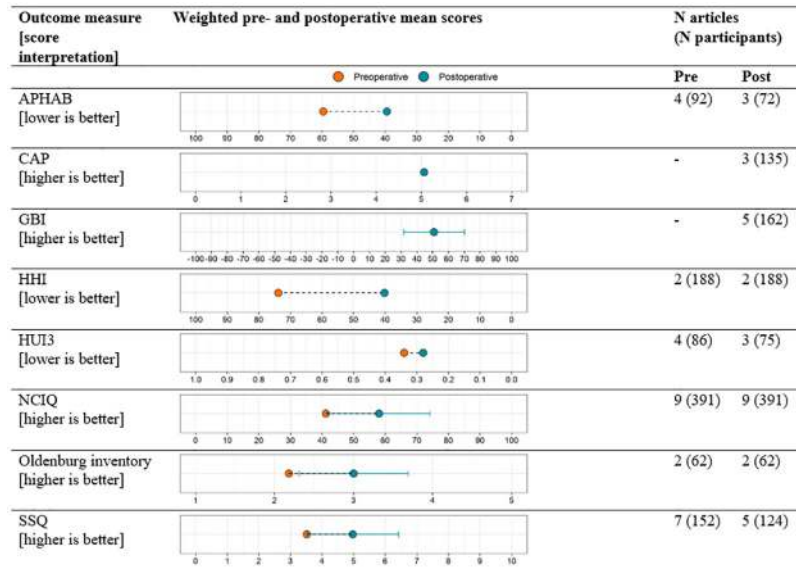 Outcome measure Weighted pre- and postoperative mean scores N articles
[score (N participants)
interpretation]
Preoperative Postoperative Pre Post
APHAB 4 (92) 3 (72)
[lower is better]
100 90 80 70 60 50 40 30 20 10 0
CAP - 3 (135)
[higher is better]
0 1 2 3 4 5 6 7
GBI - 5 (162)
[higher is better]
-100 -90 -80 -70 -60 -50 -40 -30 -20 -10 0 10 20 30 40 50 60 70 80 90 100
HHI 2 (188) 2 (188)
[lower is better]
100 90 80 70 60 50 40 30 20 10 0
HUI3 4 (86) 3 (75)
[lower is better]
1.0 0.9 0.8 0.7 0.6 0.5 0.4 0.3 0.2 0.1 0.0
NCIQ 9 (391) 9 (391)
[higher is better]
0 10 20 30 40 50 60 70 80 90 100
Oldenburg inventory 2 (62) 2 (62)
[higher is better]
1 2 3 4 5
SSQ 7 (152) 5 (124)
[higher is better]
0 1 2 3 4 5 6 7 8 9 10